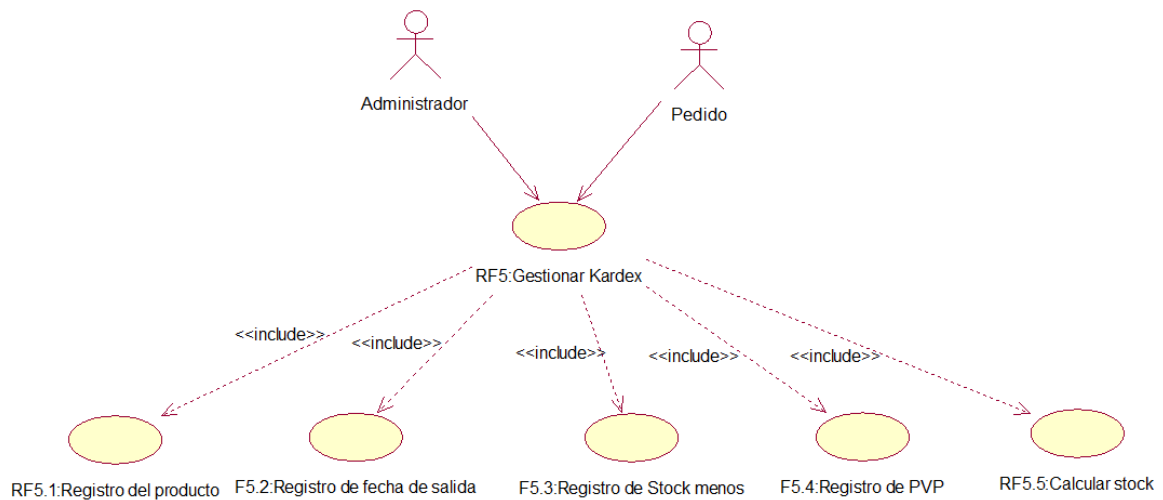 Administrador
Pedido
RF5:Gestionar Kardex
<<include>>
<<include>>
<<include>>
<<include>>
<<include>>
RF5.1:Registro del producto
F5.2:Registro de fecha de salida
F5.3:Registro de Stock menos
F5.4:Registro de PVP
RF5.5:Calcular stock